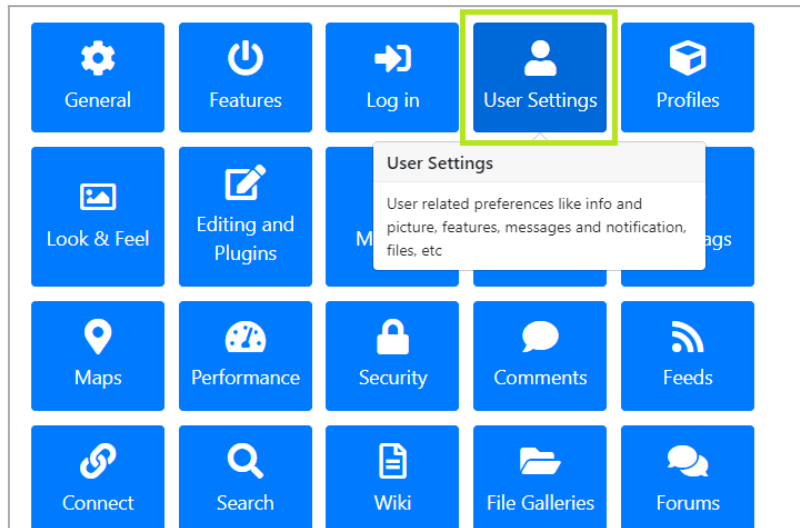 General
Features
Log in
User Settings
Profiles
User Settings
User related preferences like info and
picture, features, messages and notification,
files, etc
Look & Feel
Editing and
Plugins
Maps
Performance
Security
Comments
Feeds
Connect
Search
Wiki
File Galleries
Forums